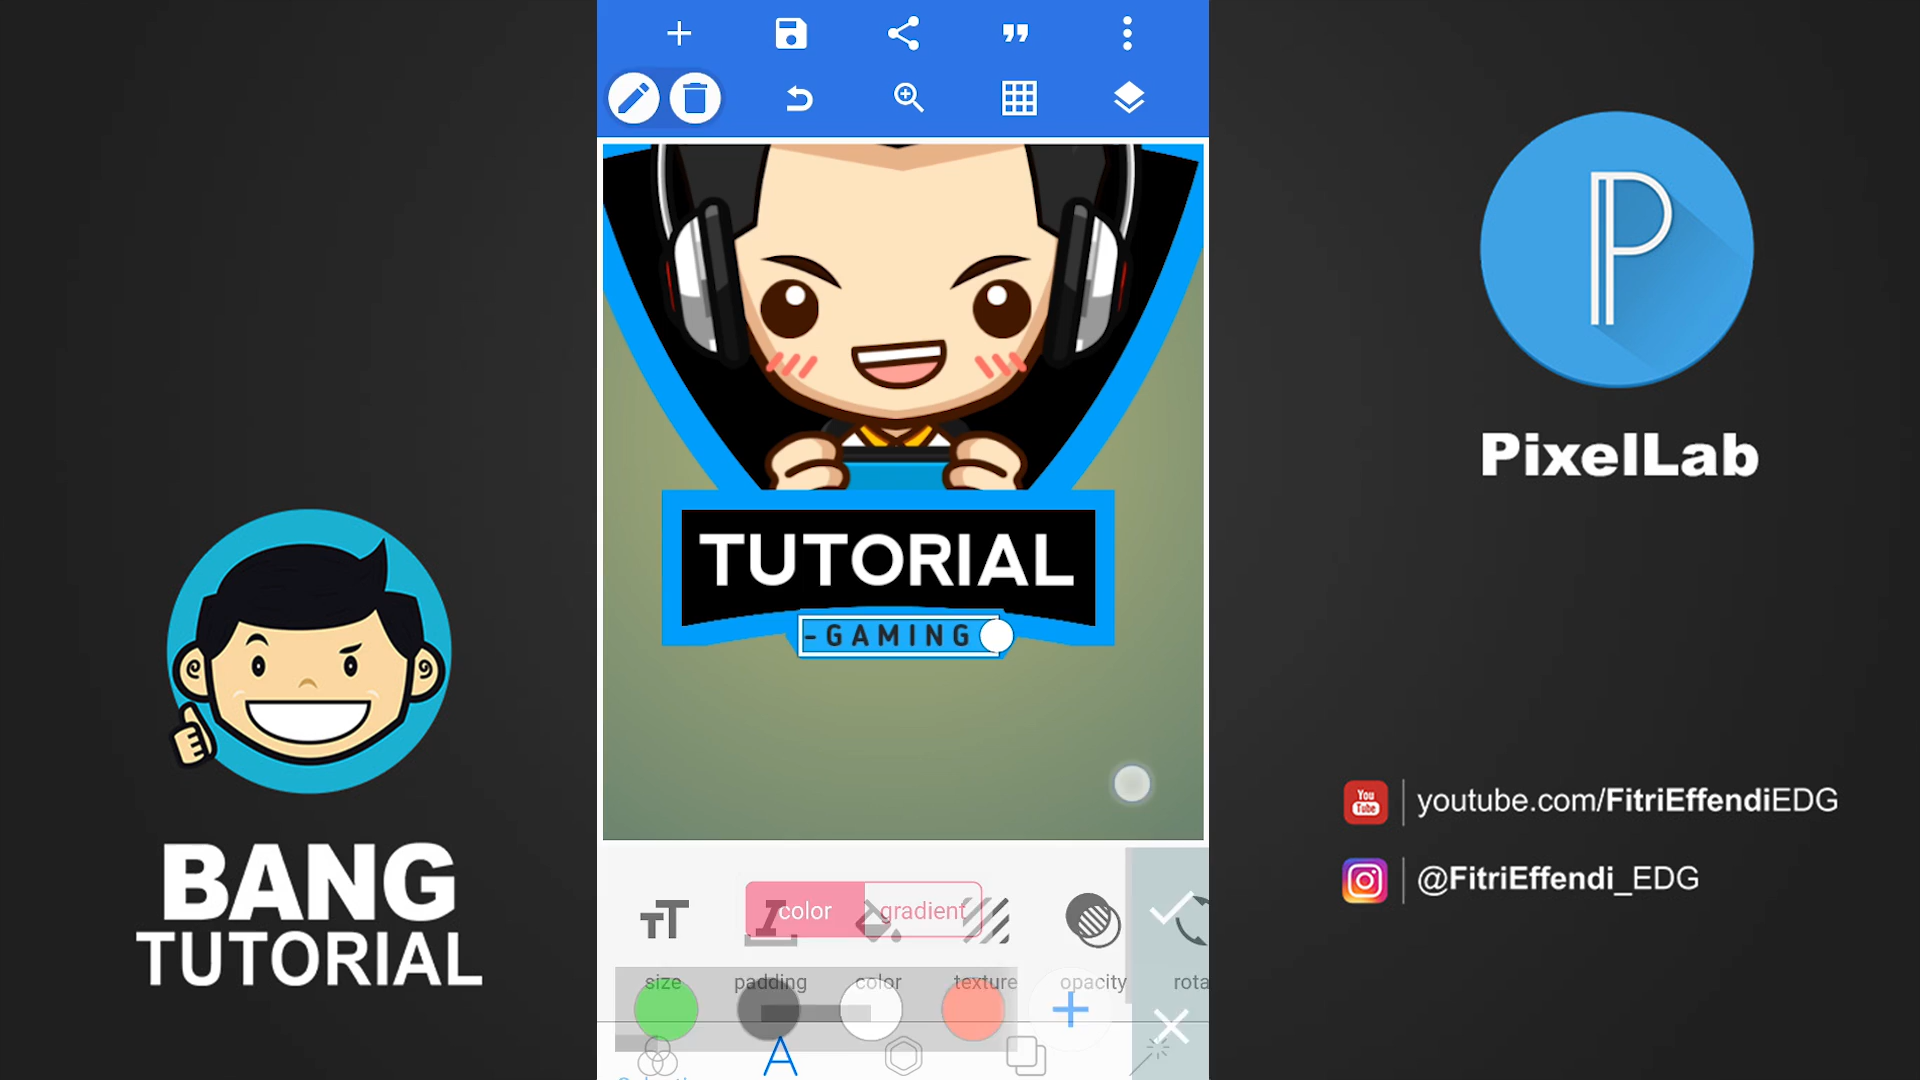 BANG
TUTORIAL
TUTORIAL
-GAMING
color
gradient
size
padding
color
texture
opacity
rota
A
P
PixelLab
You
Tube
youtube.com/FitriEffendiEDG
@FitriEffendi_EDG